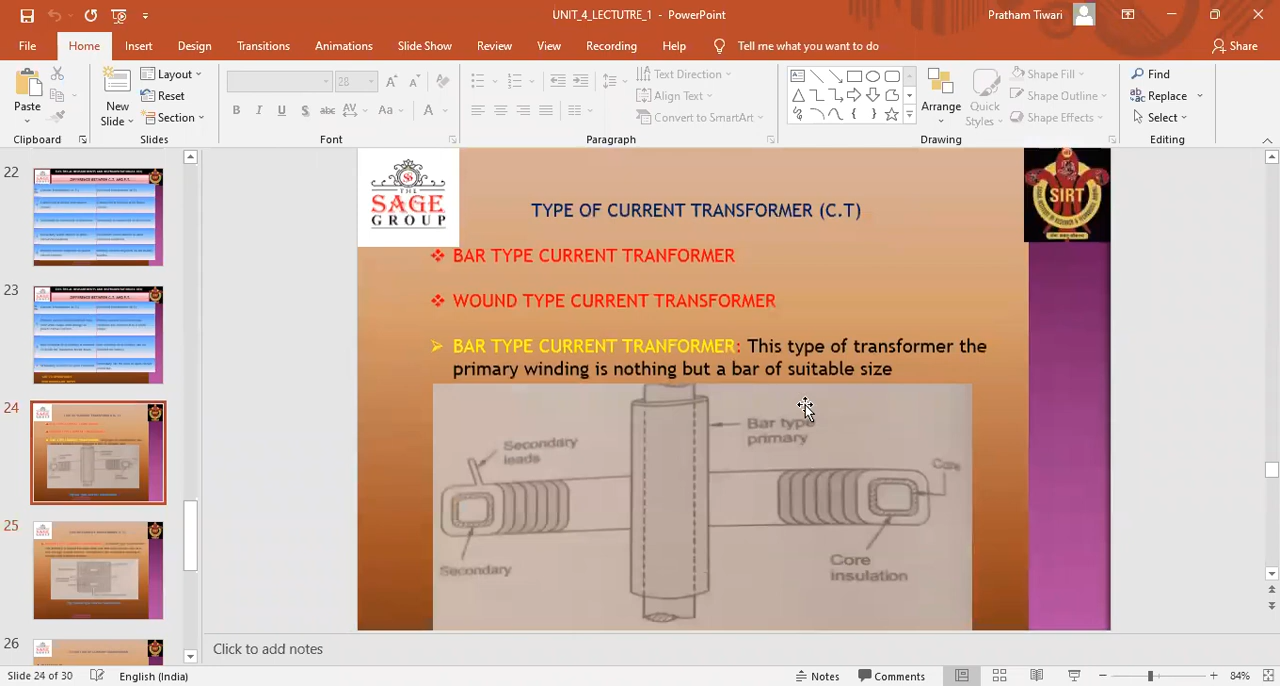 UNIT_4_LECTUTRE_1 - PowerPoint
Pratham Tiwari
File Home Insert Design Transitions Animations Slide Show Review View Recording Help Tell me what you want to do Share
Paste
Clipboard
New
Slide
Layout
Reset
Section
Slides
28
B I U S abc AV Aa A
Font
Text Direction
Align Text
Convert to SmartArt
Paragraph
Arrange
Quick
Styles
Shape Fill
Shape Outline
Shape Effects
Drawing
Find
Replace
Select
Editing
22
23
24
25
26
THE
SAGE
GROUP
SIRT
TYPE OF CURRENT TRANSFORMER (C.T)
BAR TYPE CURRENT TRANFORMER
WOUND TYPE CURRENT TRANSFORMER
BAR TYPE CURRENT TRANFORMER: This type of transformer the
primary winding is nothing but a bar of suitable size
Bar type
primary
Secondary
leads
Core
Secondary
Core
insulation
Click to add notes
Slide 24 of 30 English (India) Notes Comments 84%